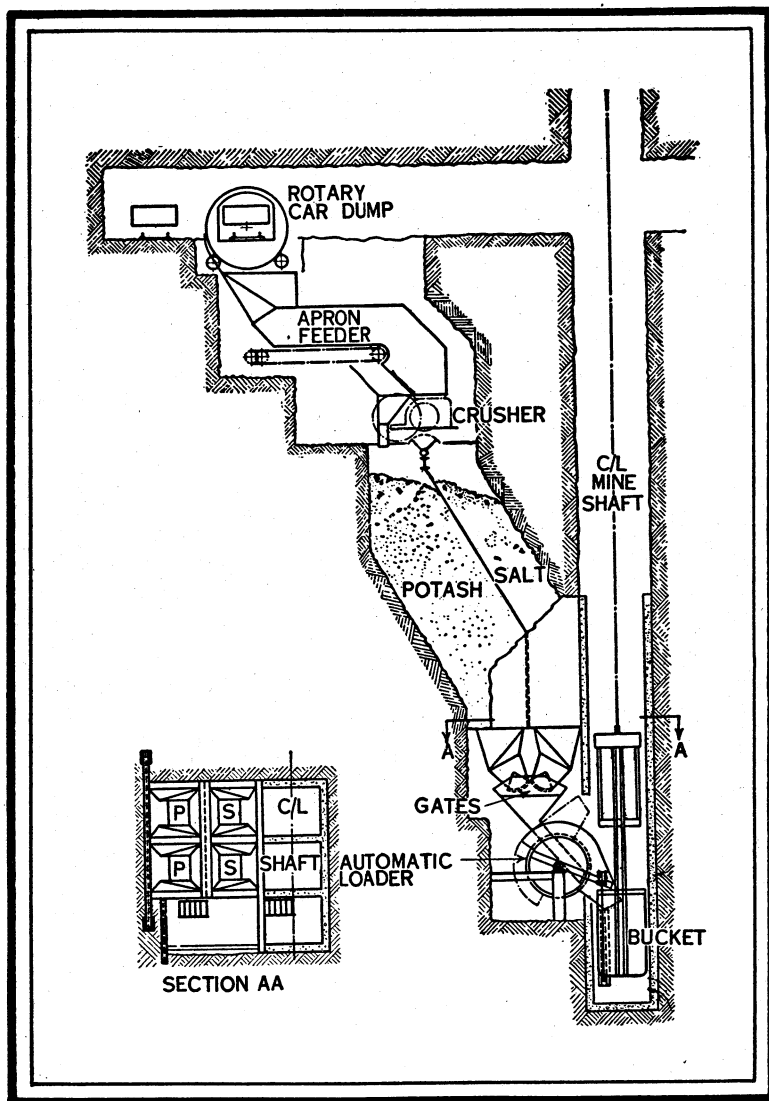 ROTARY
CAR DUMP
APRON
FEEDER
CRUSHER
C/L
MINE
SHAFT
SALT
POTASH
A
A
GATES
P
S
C/L
P
S
SHAFT
AUTOMATIC
LOADER
BUCKET
SECTION AA